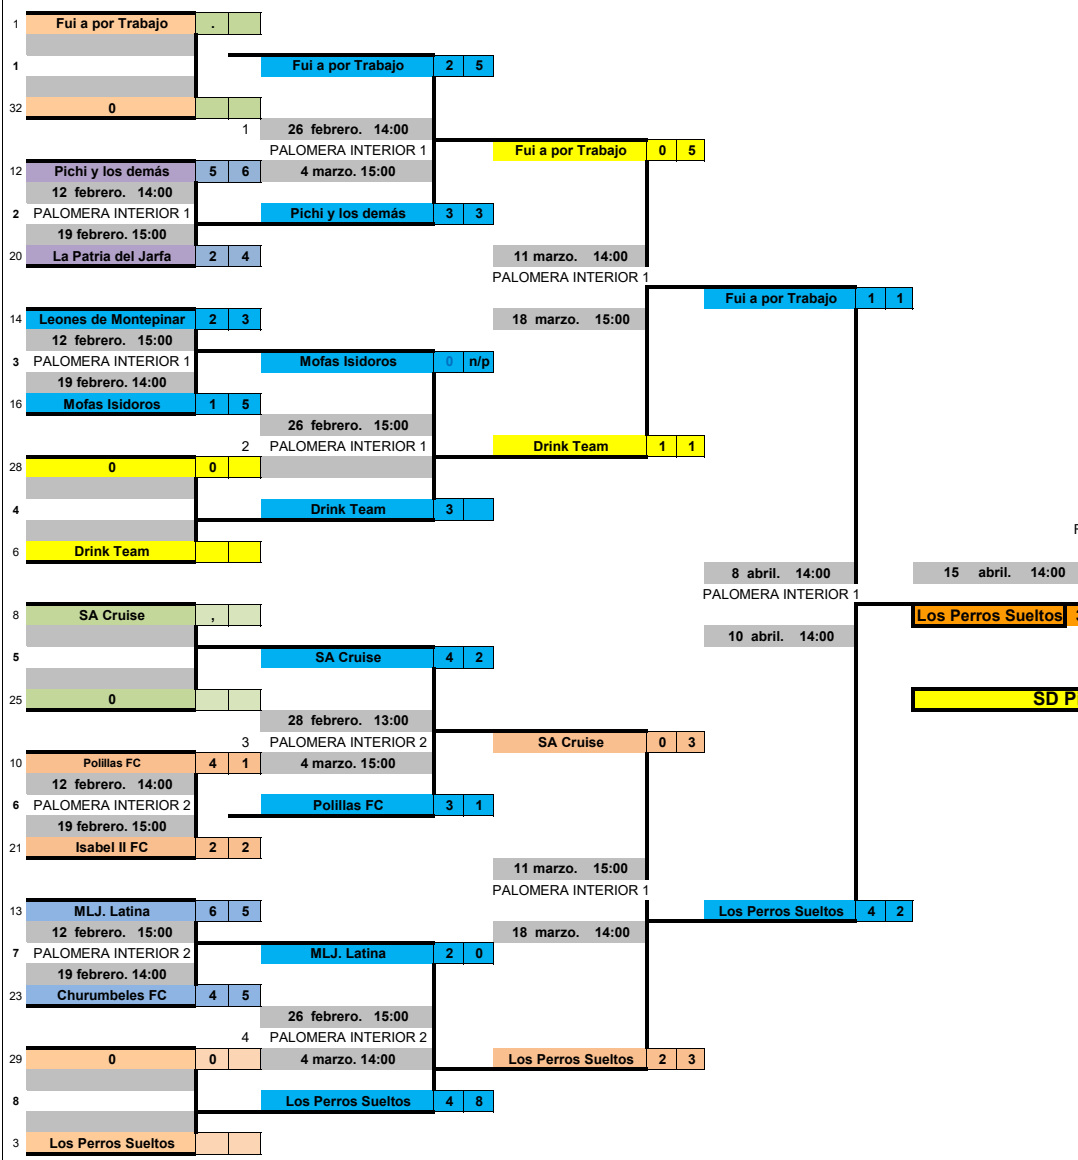 1 Fui a por Trabajo .
1 Fui a por Trabajo 2 5
32 0
1 26 febrero. 14:00
PALOMERA INTERIOR 1 Fui a por Trabajo 0 5
12 Pichi y los demás 5 6 4 marzo. 15:00
12 febrero. 14:00
2 PALOMERA INTERIOR 1 Pichi y los demás 3 3
19 febrero. 15:00
20 La Patria del Jarfa 2 4 11 marzo. 14:00
PALOMERA INTERIOR 1
Fui a por Trabajo 1 1
14 Leones de Montepinar 2 3 18 marzo. 15:00
12 febrero. 15:00
3 PALOMERA INTERIOR 1 Mofas Isidoros 0 n/p
19 febrero. 14:00
16 Mofas Isidoros 1 5
26 febrero. 15:00
2 PALOMERA INTERIOR 1 Drink Team 1 1
28 0 0
4 Drink Team 3
F
6 Drink Team
8 abril. 14:00 15 abril. 14:00
PALOMERA INTERIOR 1
8 SA Cruise , Los Perros Sueltos 3
10 abril. 14:00
5 SA Cruise 4 2
25 0 SD P
28 febrero. 13:00
3 PALOMERA INTERIOR 2 SA Cruise 0 3
10 Polillas FC 4 1 4 marzo. 15:00
12 febrero. 14:00
6 PALOMERA INTERIOR 2 Polillas FC 3 1
19 febrero. 15:00
21 Isabel II FC 2 2
11 marzo. 15:00
PALOMERA INTERIOR 1
13 MLJ. Latina 6 5 Los Perros Sueltos 4 2
12 febrero. 15:00 18 marzo. 14:00
7 PALOMERA INTERIOR 2 MLJ. Latina 2 0
19 febrero. 14:00
23 Churumbeles FC 4 5
26 febrero. 15:00
4 PALOMERA INTERIOR 2
29 0 0 4 marzo. 14:00 Los Perros Sueltos 2 3
8 Los Perros Sueltos 4 8
3 Los Perros Sueltos